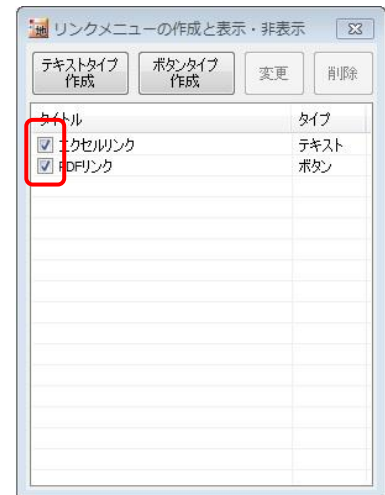 リンクメニューの作成と表示・非表示
テキストタイプ
作成
ボタンタイプ
作成
変更
削除
タイトル タイプ
エクセルリンク テキスト
PDFリンク ボタン